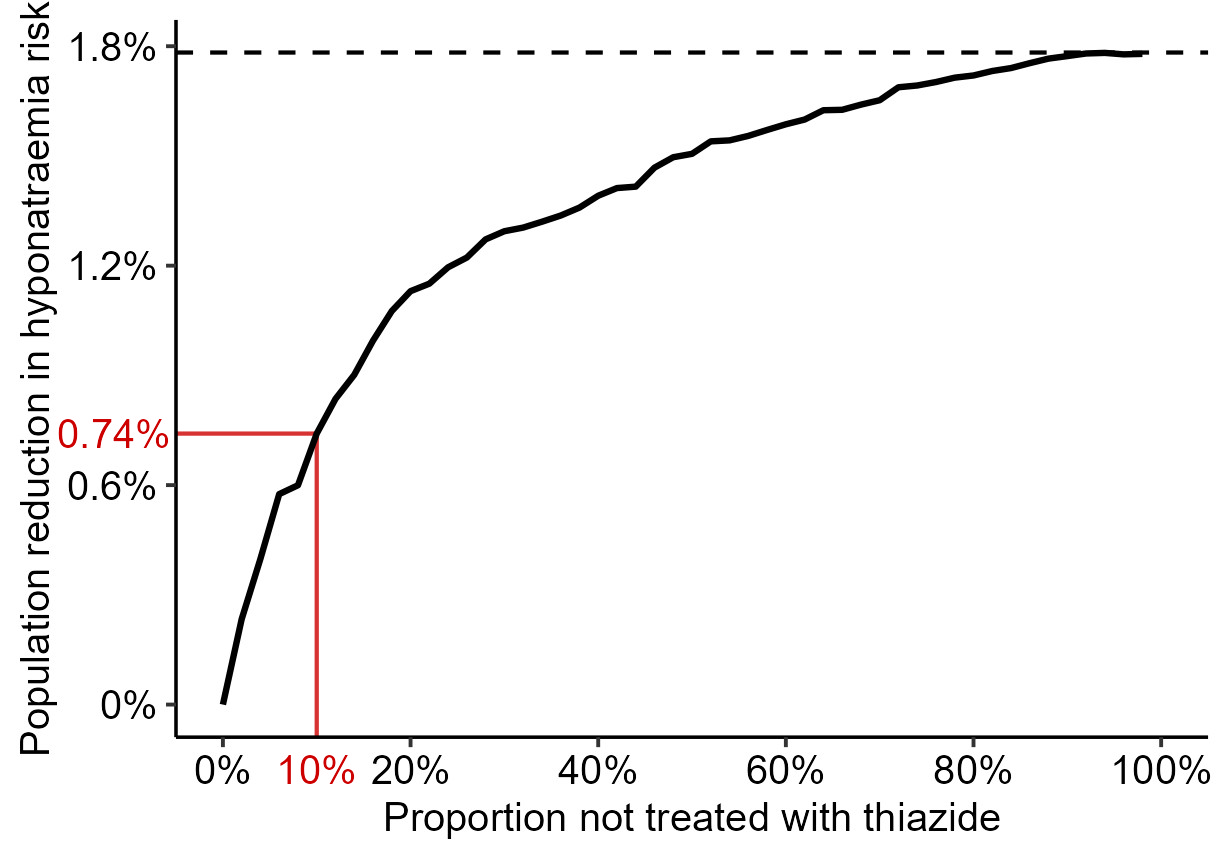 Population reduction in hyponatraemia risk
1.8%
1.2%
0.74%
0.6%
0%
0% 10% 20% 40% 60% 80% 100%
Proportion not treated with thiazide